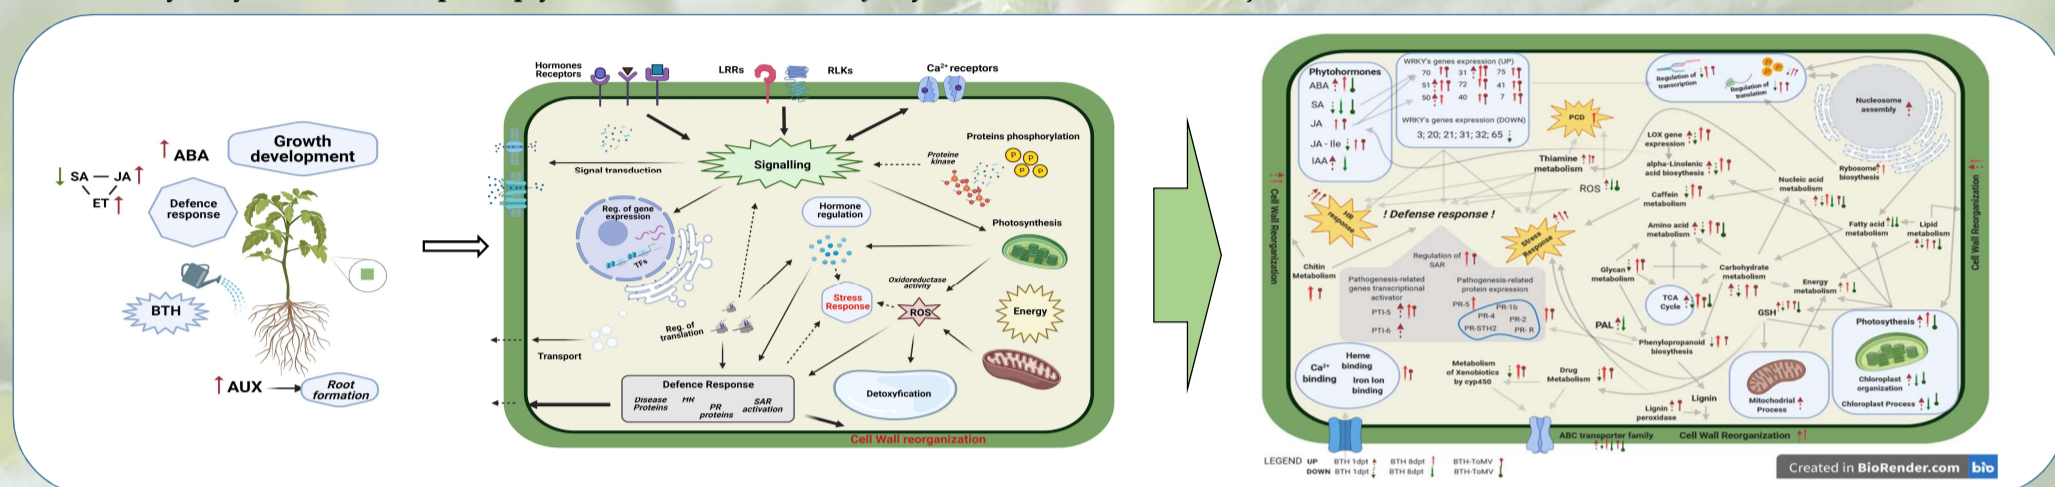 Growth
development
ABA
SA — JA
ET
Defence
response
BTH
AUX
Root
formation
Hormones
Receptors
LRRs
RLKs
Ca²⁺ receptors
Signalling
Signal transduction
Proteine
kinase
Proteins phosphorylation
P
P
P
P
Reg. of gene
expression
TFs
Hormone
regulation
Photosynthesis
Oxidoreductase
activity
Stress
Response
ROS
Energy
Reg. of
translation
Transport
Defence Response
Disease
Proteins
HR
PR
proteins
SAR
activation
Detoxyfication
Cell Wall reorganization
Phytohormones
ABA
SA
JA
JA - Ile
IAA
WRKY's genes expression (UP)
70 31 75
51 72 41
50 40 7
WRKY's genes expression (DOWN)
3; 20; 21; 31; 32; 65
PCD
Regulation of
transcription
Regulation of
translation
Nucleosome
assembly
LOX gene
expression
Thiamine
metabolism
alpha-Linolenic
acid biosythesis
ROS
Caffein
metabolism
Nucleic acid
metabolism
Rybosome
biosythesis
HR
response
! Defense response !
Stress
Response
Amino acid
metabolism
Fatty acid
metabolism
Lipid
metabolism
Cell Wall Reorganization
Cell Wall Reorganization
Chitin
Metabolism
Regulation of
SAR
Pathogenesis-related
genes transcriptional
activator
PTI-5
PTI-6
Pathogenesis-related
protein expression
PR-5
PR-1b
PR-4
PR-2
PR-STH2
PR- R
Glycan
metabolism
Carbohydrate
metabolism
TCA
Cycle
Energy
metabolism
GSH
PAL
Phenylopropanoid
biosythesis
Photosythesis
Chloroplast
organization
Chloroplast Process
Mitochodrial
Process
Ca²⁺
binding
Heme
binding
Iron Ion
binding
Metabolism
of Xenobiotics
by cyp450
Drug
Metabolism
Lignin
Lignin
peroxidase
ABC transporter family
Cell Wall Reorganization
LEGEND UP BTH 1dpt BTH 8dpt BTH-ToMV
DOWN BTH 1dpt BTH 8dpt BTH-ToMV
Created in BioRender.com bio